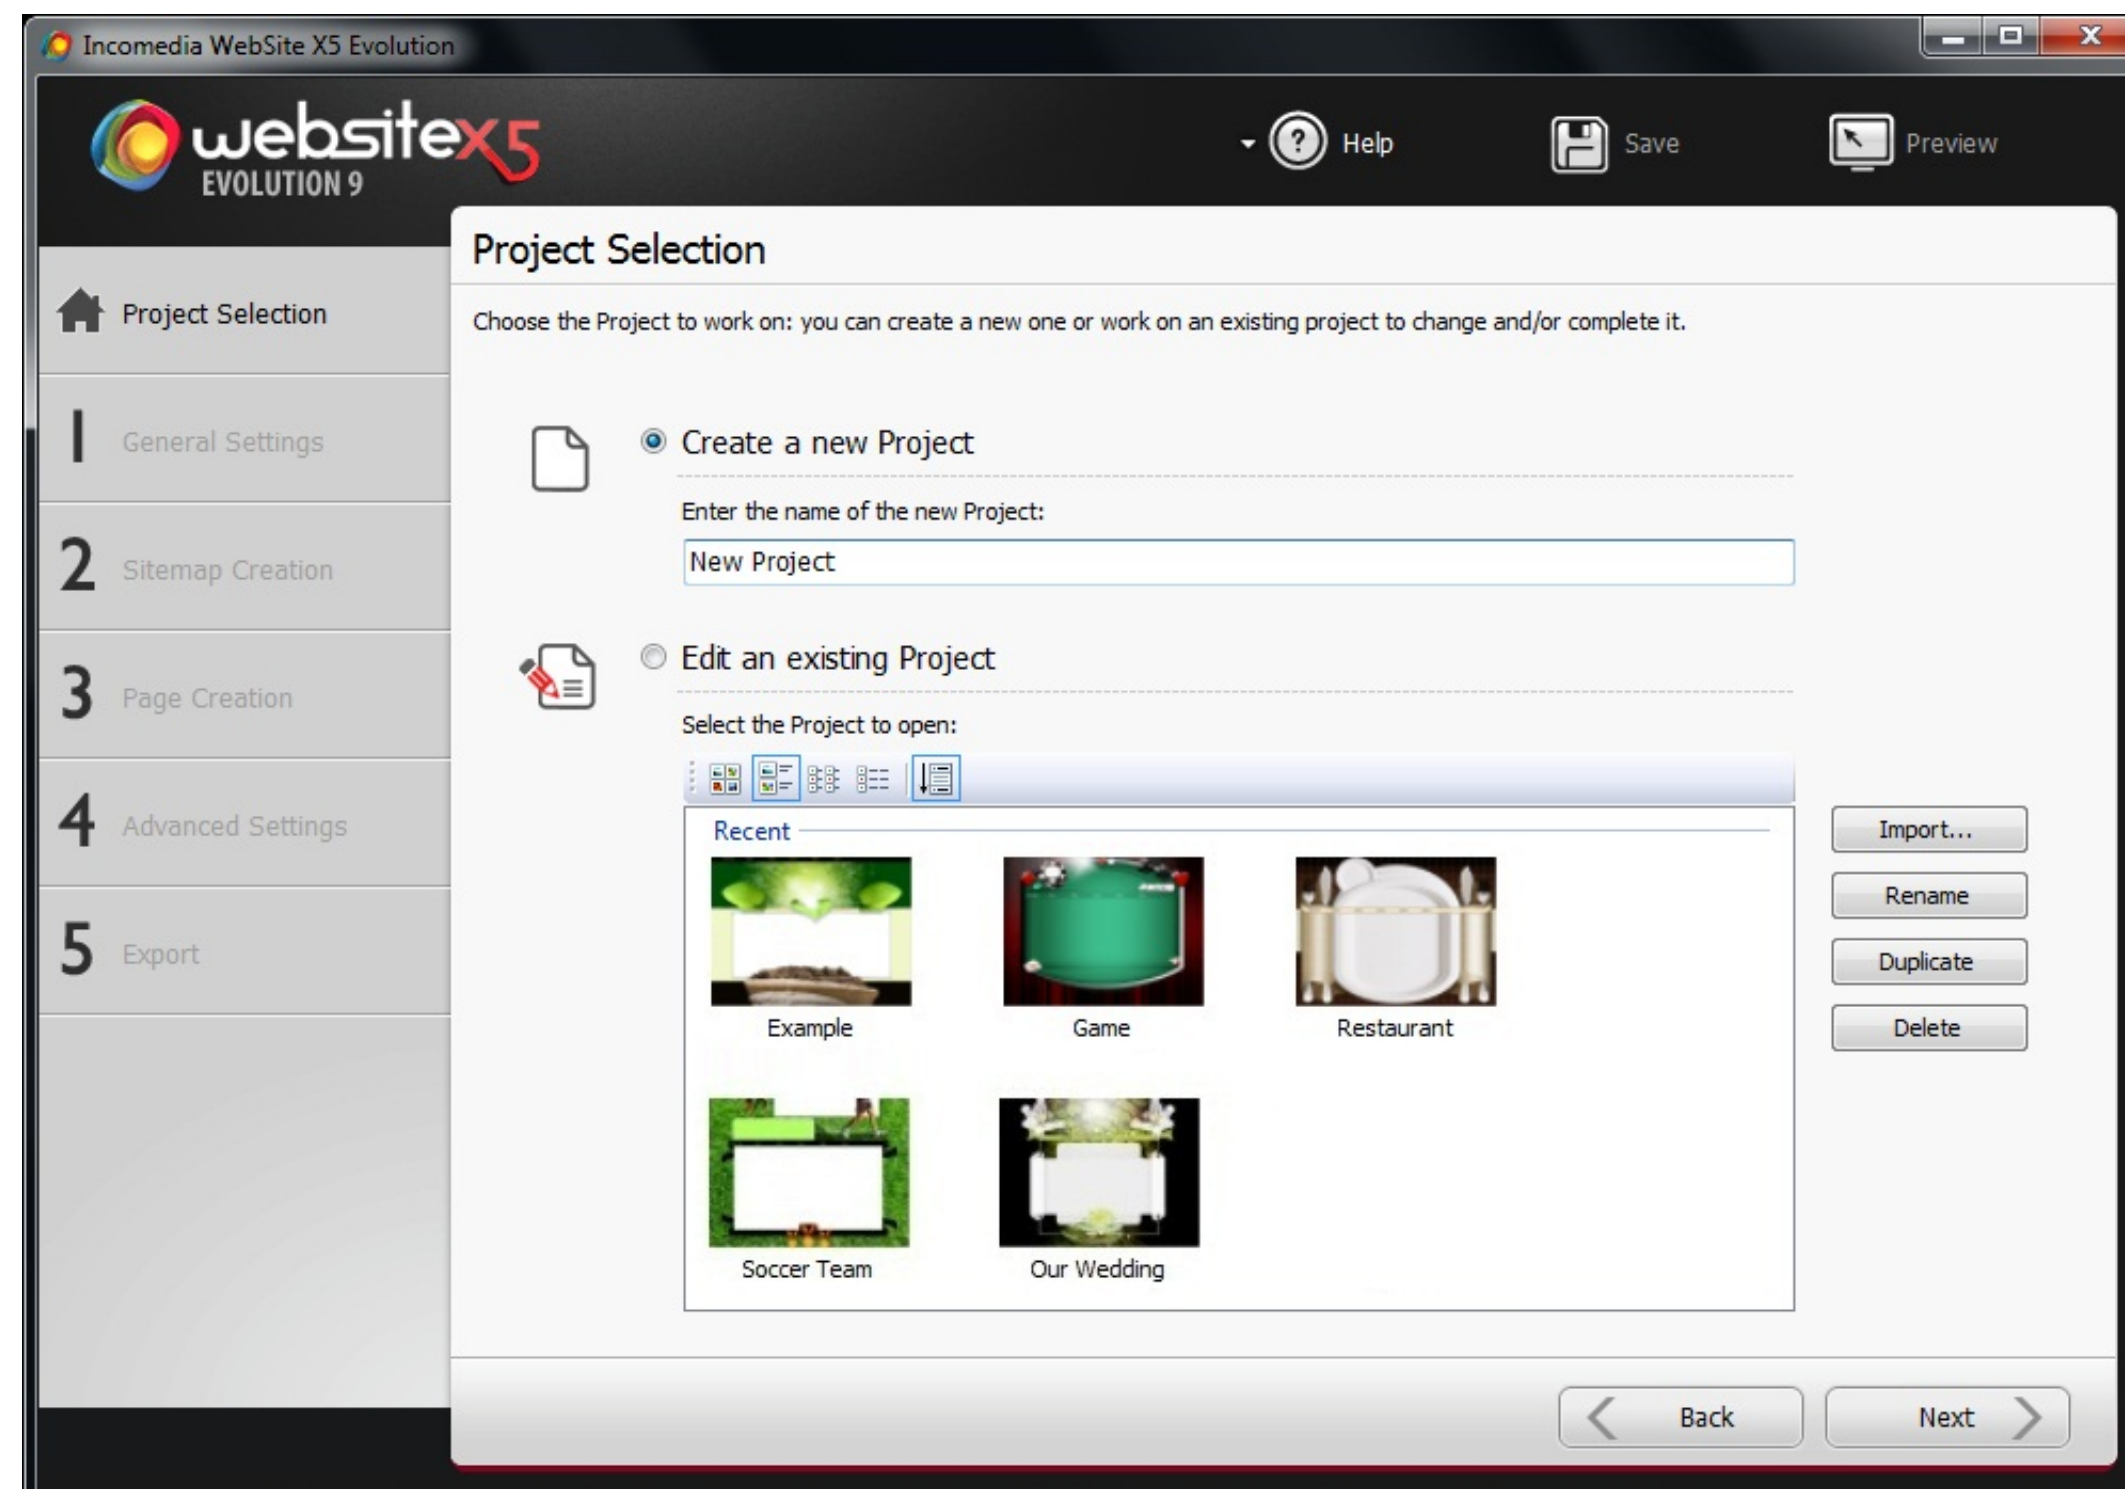 Incomedia WebSite X5 Evolution
websitex5
EVOLUTION 9
Help
Save
Preview
Project Selection
1 General Settings
2 Sitemap Creation
3 Page Creation
4 Advanced Settings
5 Export
Project Selection
Choose the Project to work on: you can create a new one or work on an existing project to change and/or complete it.
Create a new Project
Enter the name of the new Project:
New Project
Edit an existing Project
Select the Project to open:
Recent
Example
Game
Restaurant
Soccer Team
Our Wedding
Import...
Rename
Duplicate
Delete
Back
Next